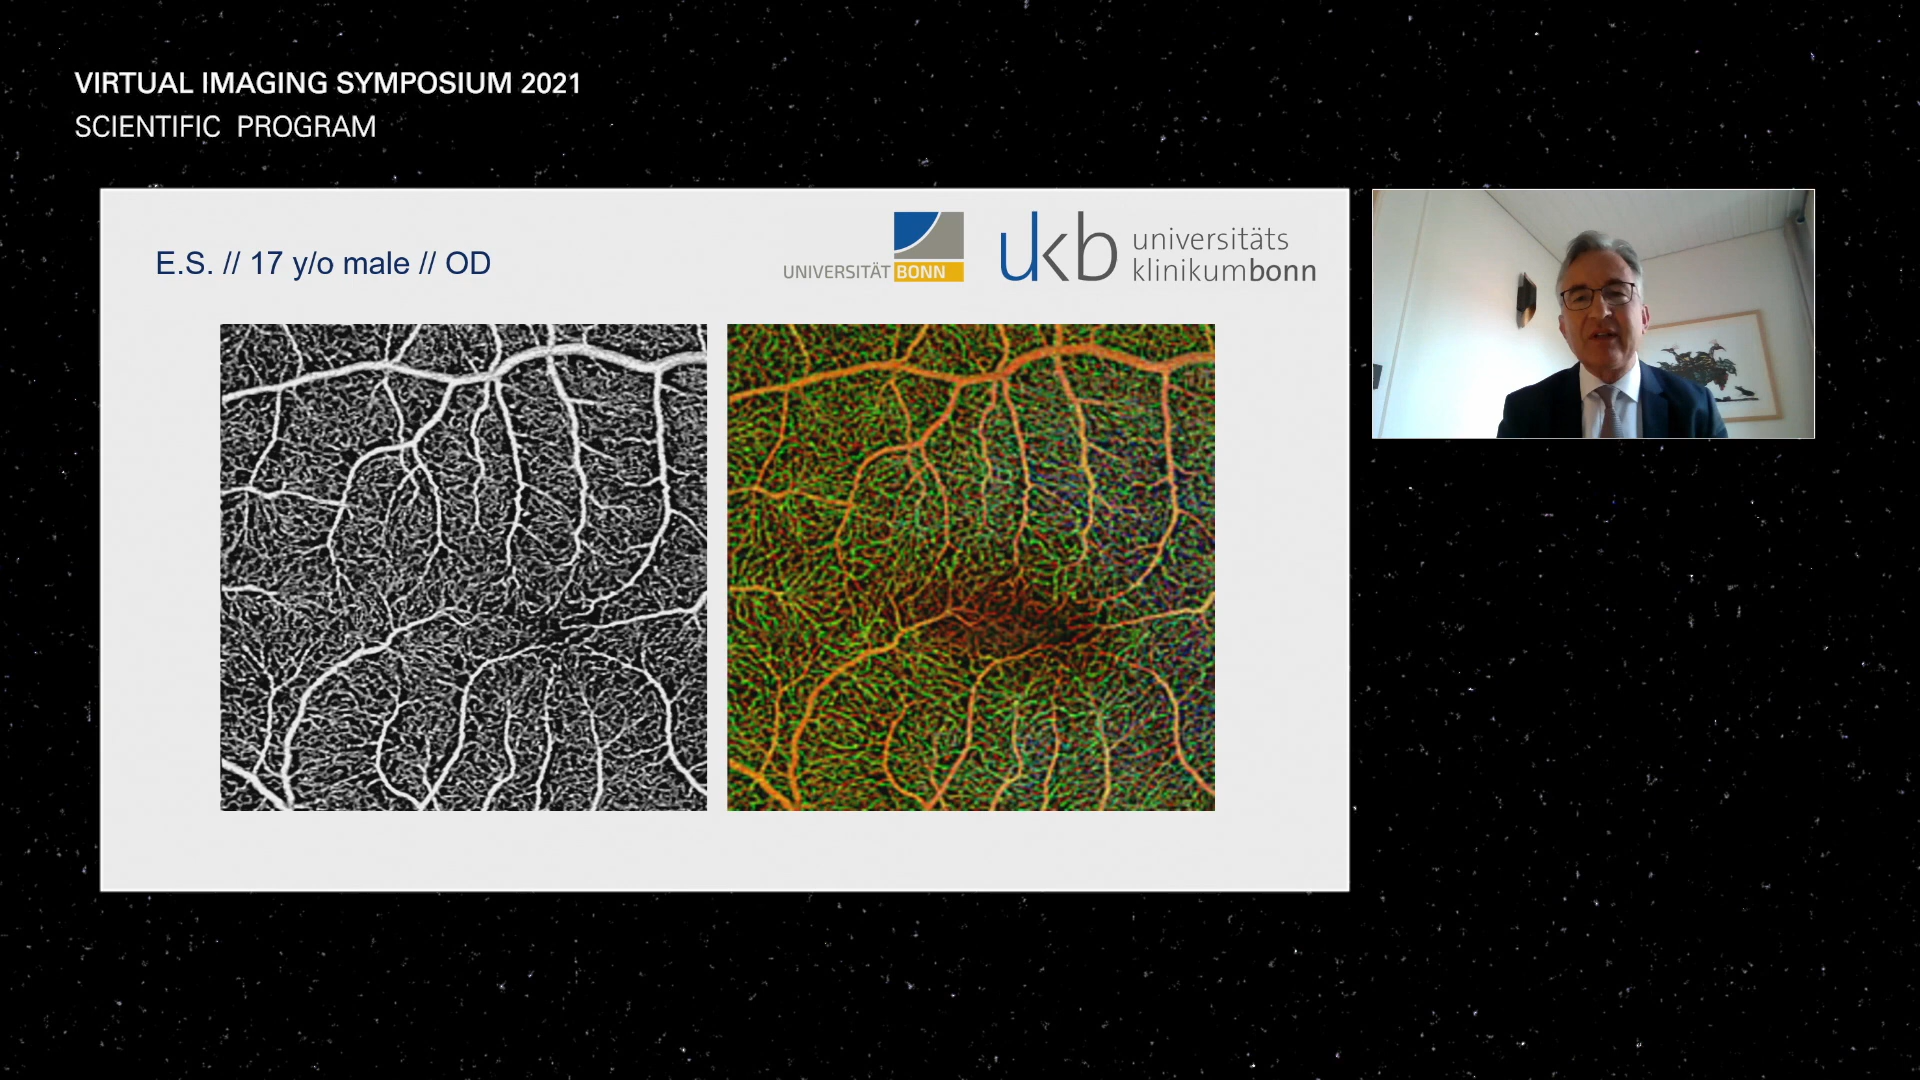 VIRTUAL IMAGING SYMPOSIUM 2021
SCIENTIFIC PROGRAM
E.S. // 17 y/o male // OD
UNIVERSITÄT BONN
ukb universitäts
klinikumbonn